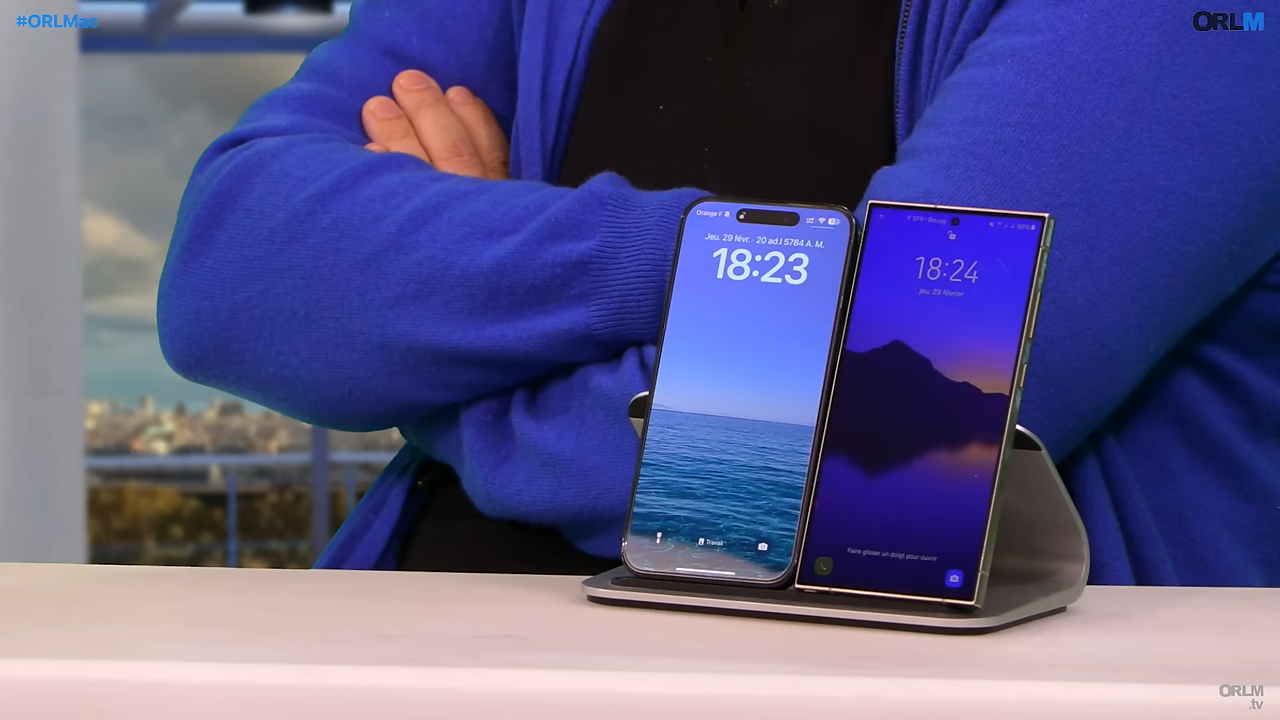 #ORLMac
ORLM
Orange F
Jeu. 29 févr. - 20 ad.I 5784 A. M.
18:23
Travail
18:24
jeu. 29 février
Faire glisser un doigt pour ouvrir
ORLM
.tv